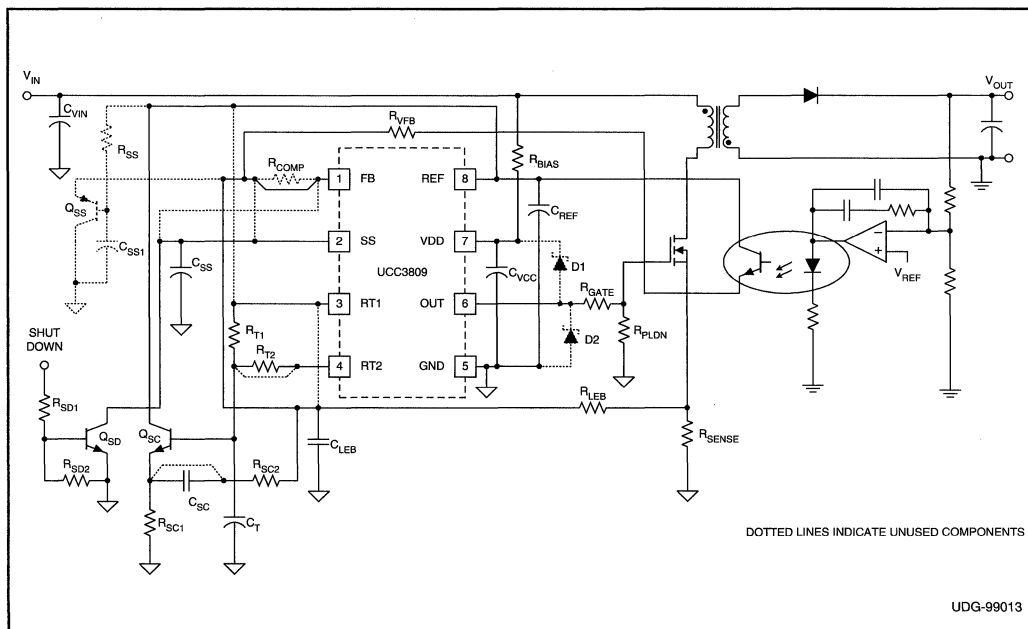 VIN
VOUT
CVIN
RVFB
RSS
RBIAS
RCOMP
1 FB
REF 8
QSS
CREF
CSS1
2 SS
VDD 7
CSS
UCC3809
CVCC
D1
VREF
RGATE
3 RT1
OUT 6
RT1
D2
RPLDN
SHUT
DOWN
RT2
4 RT2
GND 5
RSD1
RLEB
QSD
QSC
CLEB
RSENSE
RSD2
RSC2
CSC
RSC1
CT
DOTTED LINES INDICATE UNUSED COMPONENTS
UDG-99013